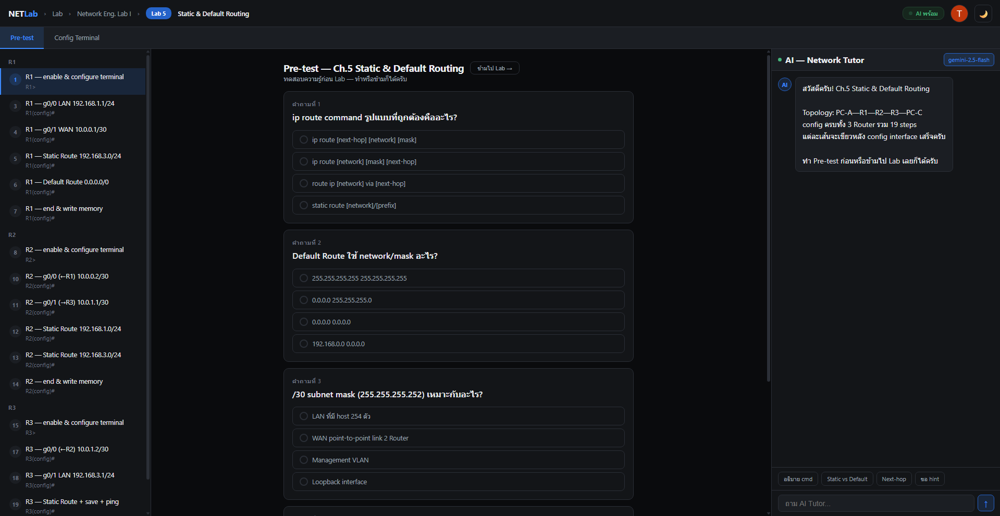 NETLab › Lab › Network Eng. Lab I › Lab 5 Static & Default Routing
AI พร้อม
T
Pre-test
Config Terminal
R1
1 R1 — enable & configure terminal
R1>
3 R1 — g0/0 LAN 192.168.1.1/24
R1(config)#
4 R1 — g0/1 WAN 10.0.0.1/30
R1(config)#
5 R1 — Static Route 192.168.3.0/24
R1(config)#
6 R1 — Default Route 0.0.0.0/0
R1(config)#
7 R1 — end & write memory
R1(config)#
R2
8 R2 — enable & configure terminal
R2>
10 R2 — g0/0 (←R1) 10.0.0.2/30
R2(config)#
11 R2 — g0/1 (→R3) 10.0.1.1/30
R2(config)#
12 R2 — Static Route 192.168.1.0/24
R2(config)#
13 R2 — Static Route 192.168.3.0/24
R2(config)#
14 R2 — end & write memory
R2(config)#
R3
15 R3 — enable & configure terminal
R3>
17 R3 — g0/0 (←R2) 10.0.1.2/30
R3(config)#
18 R3 — g0/1 LAN 192.168.3.1/24
R3(config)#
19 R3 — Static Route + save + ping
R3(config)#
Pre-test — Ch.5 Static & Default Routing
ข้ามไป Lab →
ทดสอบความรู้ก่อน Lab — ทำหรือข้ามก็ได้ครับ
คำถามที่ 1
ip route command รูปแบบที่ถูกต้องคืออะไร?
ip route [next-hop] [network] [mask]
ip route [network] [mask] [next-hop]
route ip [network] via [next-hop]
static route [network]/[prefix]
คำถามที่ 2
Default Route ใช้ network/mask อะไร?
255.255.255.255 255.255.255.255
0.0.0.0 255.255.255.0
0.0.0.0 0.0.0.0
192.168.0.0 0.0.0.0
คำถามที่ 3
/30 subnet mask (255.255.255.252) เหมาะกับอะไร?
LAN ที่มี host 254 ตัว
WAN point-to-point link 2 Router
Management VLAN
Loopback interface
AI — Network Tutor
gemini-2.5-flash
AI
สวัสดีครับ! Ch.5 Static & Default Routing
Topology: PC-A—R1—R2—R3—PC-C
config ครบทั้ง 3 Router รวม 19 steps
แต่ละเส้นจะเขียวหลัง config interface เสร็จครับ
ทำ Pre-test ก่อนหรือข้ามไป Lab เลยก็ได้ครับ
อธิบาย cmd
Static vs Default
Next-hop
ขอ hint
ถาม AI Tutor...
↑